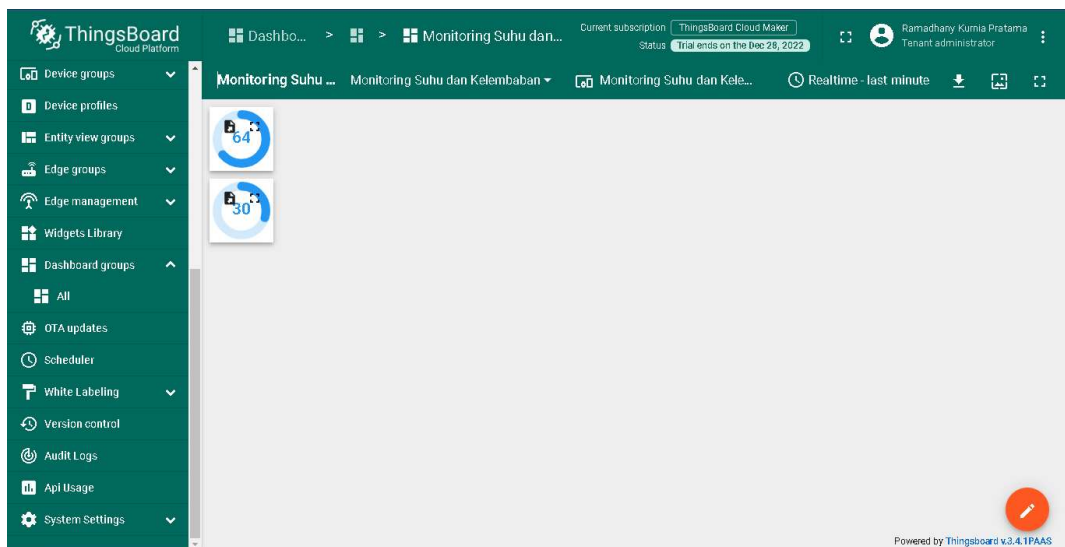 ThingsBoard
Cloud Platform
Dashbo... > > Monitoring Suhu dan...
Current subscription ThingsBoard Cloud Maker
Status Trial ends on the Dec 28, 2022
Ramadhany Kurnia Pratama
Tenant administrator
Monitoring Suhu ... Monitoring Suhu dan Kelembaban Monitoring Suhu dan Kele... Realtime - last minute
Device groups
Device profiles
Entity view groups
Edge groups
Edge management
Widgets Library
Dashboard groups
All
OTA updates
Scheduler
White Labeling
Version control
Audit Logs
Api Usage
System Settings
64
30
Powered by Thingsboard v.3.4.1PAAS